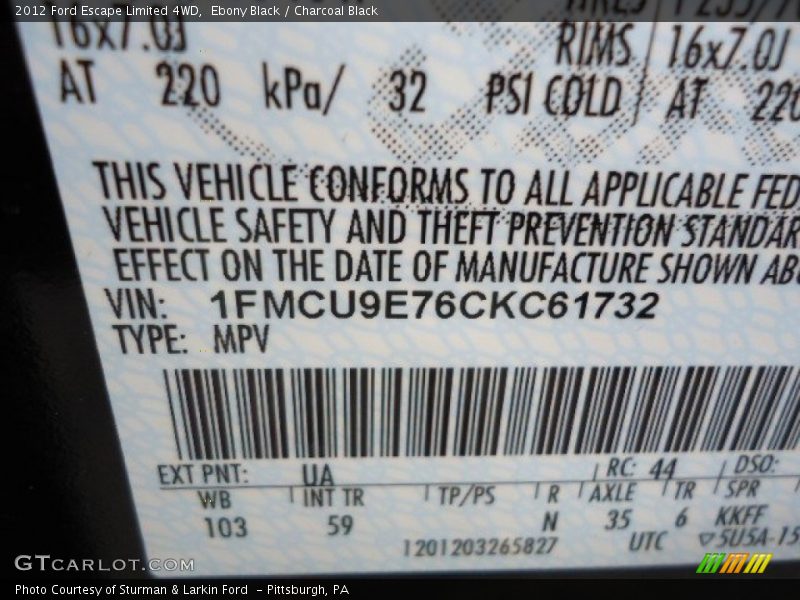 2012 Ford Escape Limited 4WD, Ebony Black / Charcoal Black
16x7.0J RIMS 16x7.0J
AT 220 kPa/ 32 PSI COLD AT 220
THIS VEHICLE CONFORMS TO ALL APPLICABLE FED
VEHICLE SAFETY AND THEFT PREVENTION STANDAR
EFFECT ON THE DATE OF MANUFACTURE SHOWN ABO
VIN: 1FMCU9E76CKC61732
TYPE: MPV
EXT PNT: UA RC: 44 DSO:
WB INT TR TP/PS R AXLE TR SPR
103 59 N 35 6 KKFF
1201203265827 UTC ▽5U5A-15
GTCARLOT.COM
Photo Courtesy of Sturman & Larkin Ford - Pittsburgh, PA